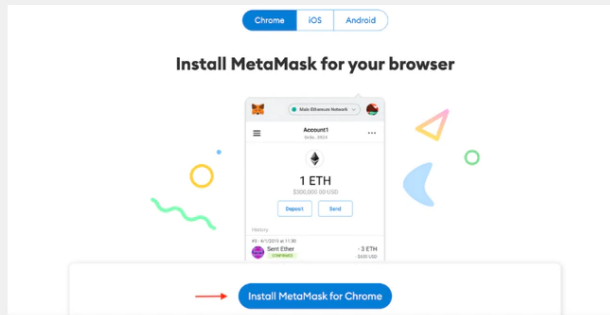 Chrome
iOS
Android
Install MetaMask for your browser
Main Ethereum Network
Account1
1 ETH
Deposit
Send
History
Sent Ether
- 3 ETH
CONFIRMED
Install MetaMask for Chrome